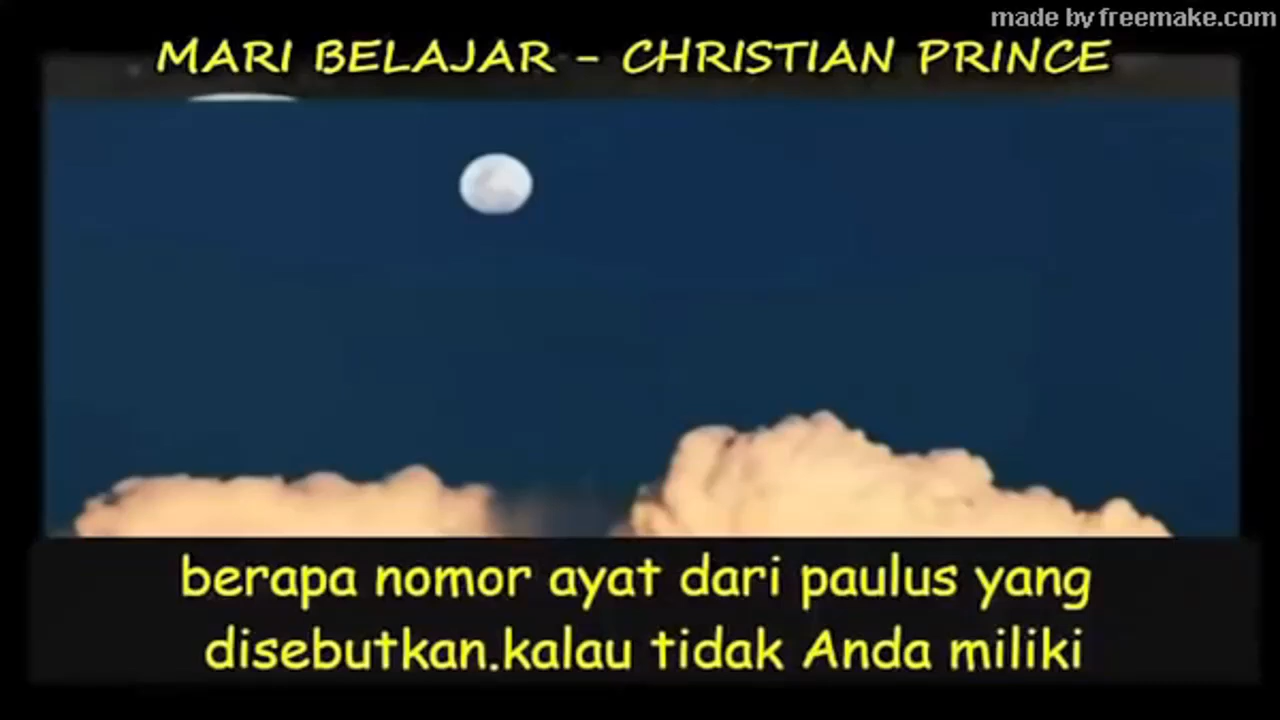 made by freemake.com
MARI BELAJAR - CHRISTIAN PRINCE
berapa nomor ayat dari paulus yang
disebutkan.kalau tidak Anda miliki